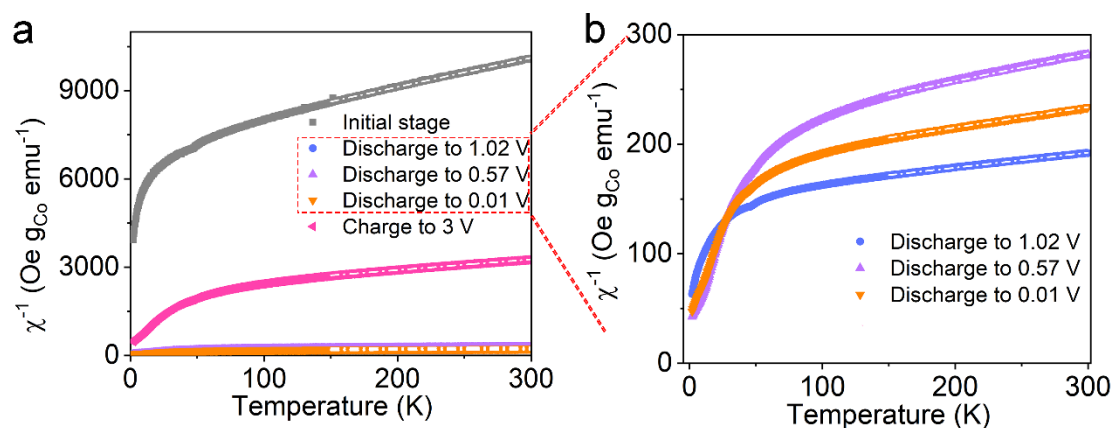 a
χ⁻¹ (Oe g_Co emu⁻¹)
9000
6000
3000
0
Initial stage
Discharge to 1.02 V
Discharge to 0.57 V
Discharge to 0.01 V
Charge to 3 V
0 100 200 300
Temperature (K)
b
χ⁻¹ (Oe g_Co emu⁻¹)
300
200
100
0
Discharge to 1.02 V
Discharge to 0.57 V
Discharge to 0.01 V
0 100 200 300
Temperature (K)